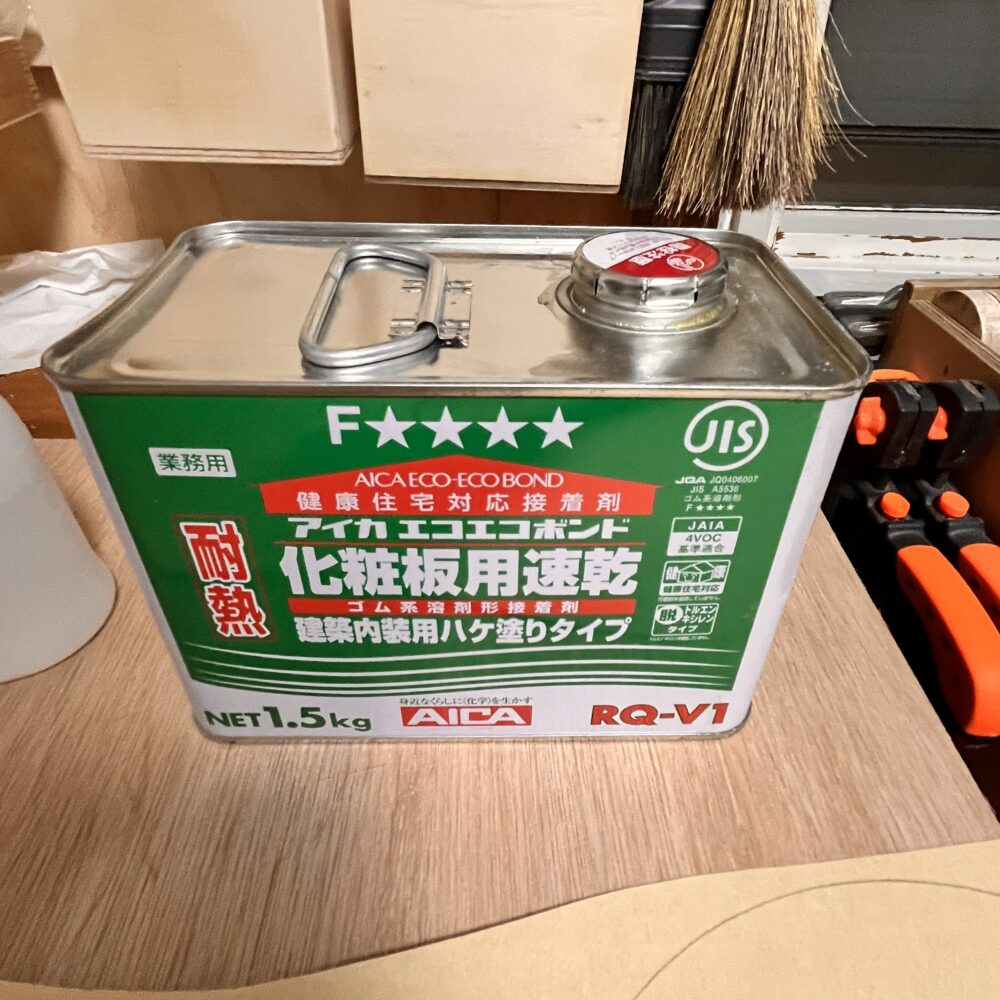 F★★★★
業務用
JIS
AICA ECO-ECO BOND
健康住宅対応接着剤
JQA JQ0406007
JIS A5536
ゴム系溶剤形
F★★★★
アイカ エコエコボンド
耐熱
化粧板用速乾
JAIA
4VOC
基準適合
健 康
健康住宅対応
ゴム系溶剤形接着剤
建築内装用ハケ塗りタイプ
脱 トルエン
キシレン
タイプ
身近なくらしに〈化学〉を生かす
NET 1.5kg
AICA
RQ-V1